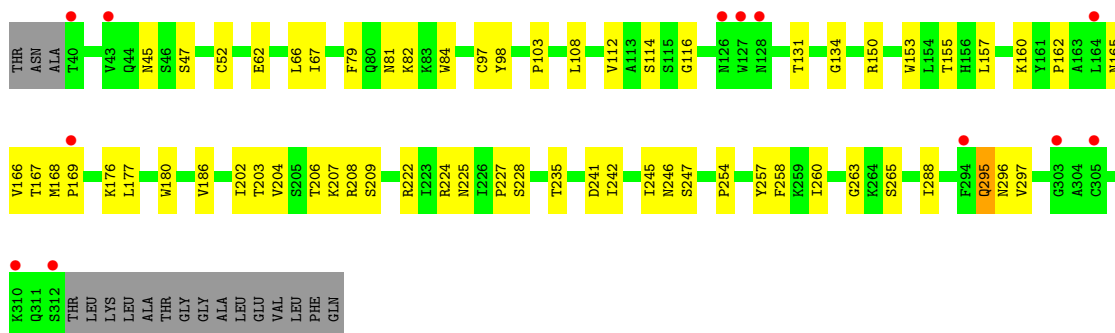 THR ASN ALA T40 V43 Q44 N45 S46 S47 C52 E62 L66 I67 F79 Q80 N81 K82 K83 W84 C97 Y98 P103 L108 V112 A113 S114 S115 G116 N126 W127 N128 T131 G134 R150 W153 L154 T155 H156 L157 K160 Y161 P162 A163 L164 N165
V166 T167 M168 P169 K176 L177 W180 V186 I202 T203 V204 S205 T206 K207 R208 S209 R222 I223 R224 N225 I226 P227 S228 T235 D241 I242 I245 N246 S247 P254 Y257 F258 K259 I260 G263 K264 S265 I288 F294 Q295 N296 V297 G303 A304 C305
K310 Q311 S312 THR LEU LYS LEU ALA THR GLY GLY ALA LEU GLU VAL LEU PHE GLN